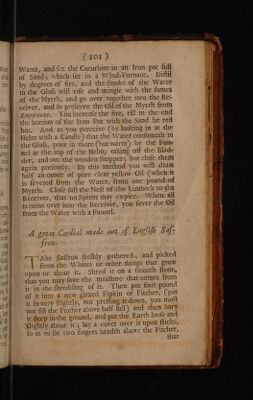 ( 101 )
Water, and set the Cucurbite in an Iron pot full
of Sand; which set in a Wind-Furnace. Distil
by degrees of fire, and the smoke of the Water
in the Glass will rise and mingle with the fumes
of the Myrrh, and go over together into the Re-
ceiver, and so preserve the Oil of the Myrrh from
Empyreum. You increase the fire, till in the end
the bottom of the Iron Pot with the Sand be red
hot. And as you perceive (by looking in at the
Helm with a Candle) that the Water consumeth in
the Glass, pour in more (but warm) by the Fun-
nel at the top of the Helm, taking off the Blad-
der, and out the wooden Stopper; but close them
again presently. By this method you will draw
half an ounce of pure clear yellow Oil (when it
is severed from the Water, from one pound of
Myrrh. Close fast the Nose of the Limbeck to the
Receiver, that no Spirits may expire. When all
is come over into the Receiver, you sever the Oil
from the Water with a Funnel.
A great Cordial made out of English Saf-
fron.
TAke Saffron freshly gathered, and picked
from the Whites or other things that grow
upon or about it. Shred it on a smooth stone,
that you may save the moisture that comes from
it in the shredding of it. Then put four pound
of it into a new glazed Pipkin or Pitcher, (put
it in very slightly, not pressing it down, you must
not fill the Pitcher above half full) and then bury
it deep in the ground, and put the Earth loose and
slightly about it; lay a cover over it upon sticks,
so as to lie two fingers breadth above the Pitcher,
that